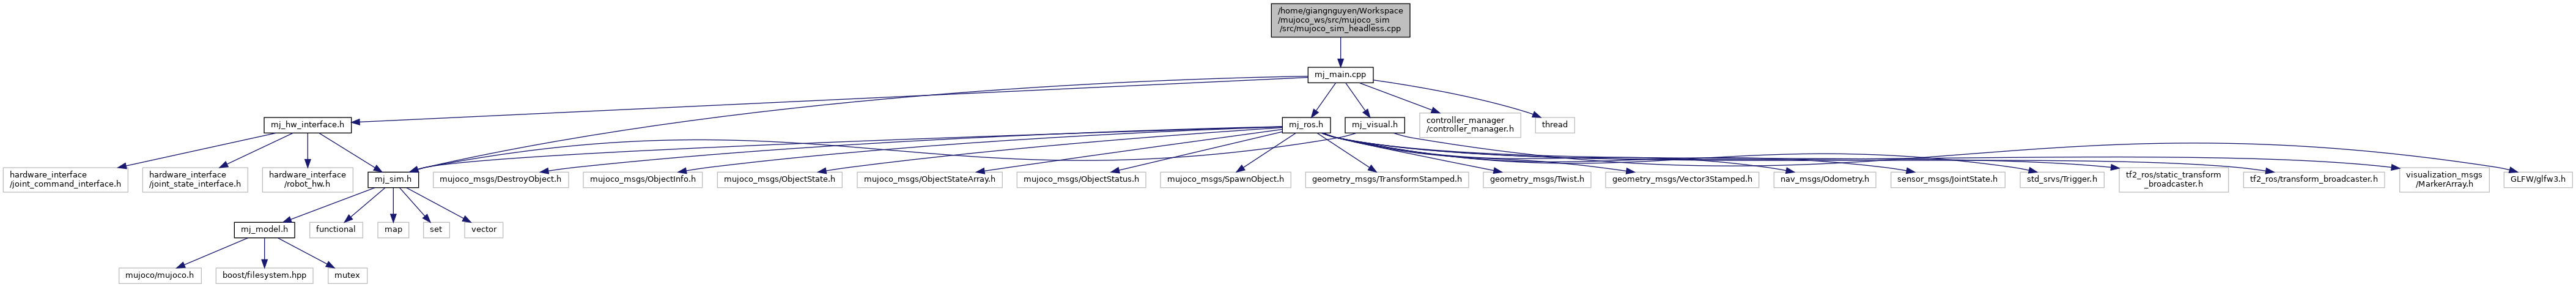 /home/giangnguyen/Workspace
/mujoco_ws/src/mujoco_sim
/src/mujoco_sim_headless.cpp
mj_main.cpp
mj_hw_interface.h
mj_ros.h
mj_visual.h
controller_manager
/controller_manager.h
thread
hardware_interface
/joint_command_interface.h
hardware_interface
/joint_state_interface.h
hardware_interface
/robot_hw.h
mj_sim.h
mujoco_msgs/DestroyObject.h
mujoco_msgs/ObjectInfo.h
mujoco_msgs/ObjectState.h
mujoco_msgs/ObjectStateArray.h
mujoco_msgs/ObjectStatus.h
mujoco_msgs/SpawnObject.h
geometry_msgs/TransformStamped.h
geometry_msgs/Twist.h
geometry_msgs/Vector3Stamped.h
nav_msgs/Odometry.h
sensor_msgs/JointState.h
std_srvs/Trigger.h
tf2_ros/static_transform
_broadcaster.h
tf2_ros/transform_broadcaster.h
visualization_msgs
/MarkerArray.h
GLFW/glfw3.h
mj_model.h
functional
map
set
vector
mujoco/mujoco.h
boost/filesystem.hpp
mutex